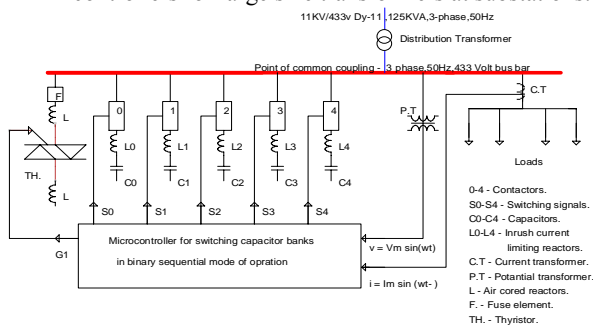 11KV/433v Dy-11 ,125KVA,3-phase,50Hz
Distribution Transformer
Point of common coupling - 3 phase,50Hz,433 Volt bus bar
F
0
1
2
3
4
C.T
P.T
L
L0
L1
L2
L3
L4
C0
C1
C2
C3
C4
TH.
L
Loads
S0
S1
S2
S3
S4
G1
Microcontroller for switching capacitor banks
in binary sequential mode of opration
v = Vm sin(wt)
i = Im sin (wt- )
0-4 - Contactors.
S0-S4 - Switching signals.
C0-C4 - Capacitors.
L0-L4 - Inrush current
limiting reactors.
C.T - Current transformer.
P.T - Potantial transformer.
L - Air cored reactors.
F. - Fuse element.
TH. - Thyristor.